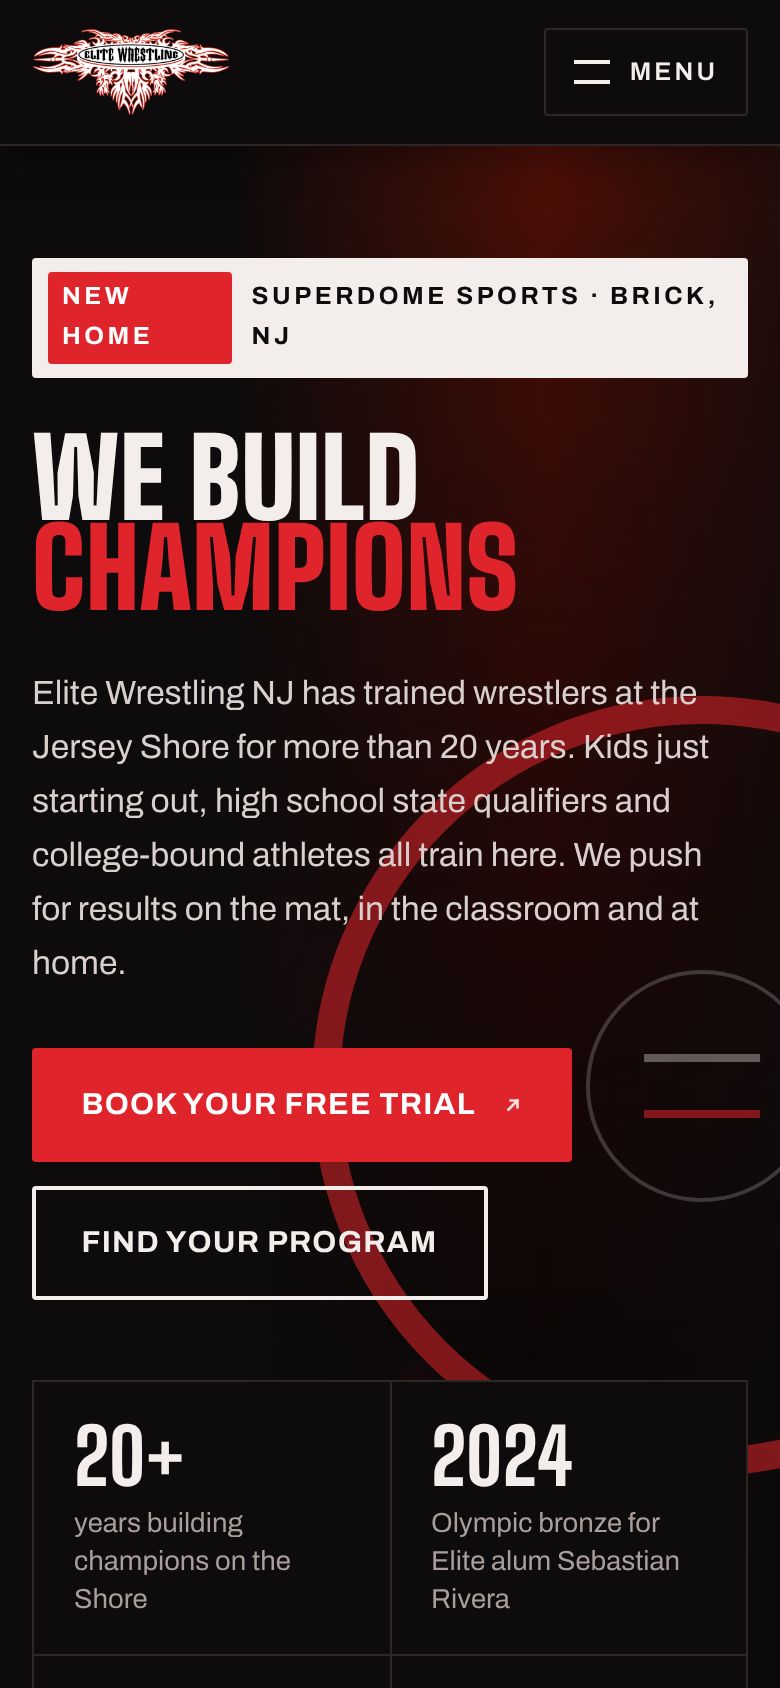 ELITE WRESTLING
MENU
NEW HOME
SUPERDOME SPORTS · BRICK, NJ
WE BUILD
CHAMPIONS
Elite Wrestling NJ has trained wrestlers at the
Jersey Shore for more than 20 years. Kids just
starting out, high school state qualifiers and
college-bound athletes all train here. We push
for results on the mat, in the classroom and at
home.
BOOK YOUR FREE TRIAL
FIND YOUR PROGRAM
20+
years building
champions on the
Shore
2024
Olympic bronze for
Elite alum Sebastian
Rivera